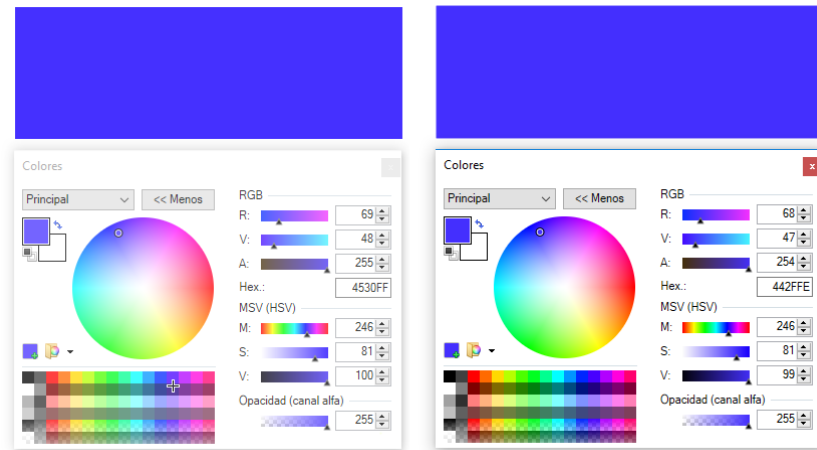 Colores
Principal
<< Menos
RGB
R: 69
V: 48
A: 255
Hex.: 4530FF
MSV (HSV)
M: 246
S: 81
V: 100
Opacidad (canal alfa)
255
Colores
x
Principal
<< Menos
RGB
R: 68
V: 47
A: 254
Hex.: 442FFE
MSV (HSV)
M: 246
S: 81
V: 99
Opacidad (canal alfa)
255